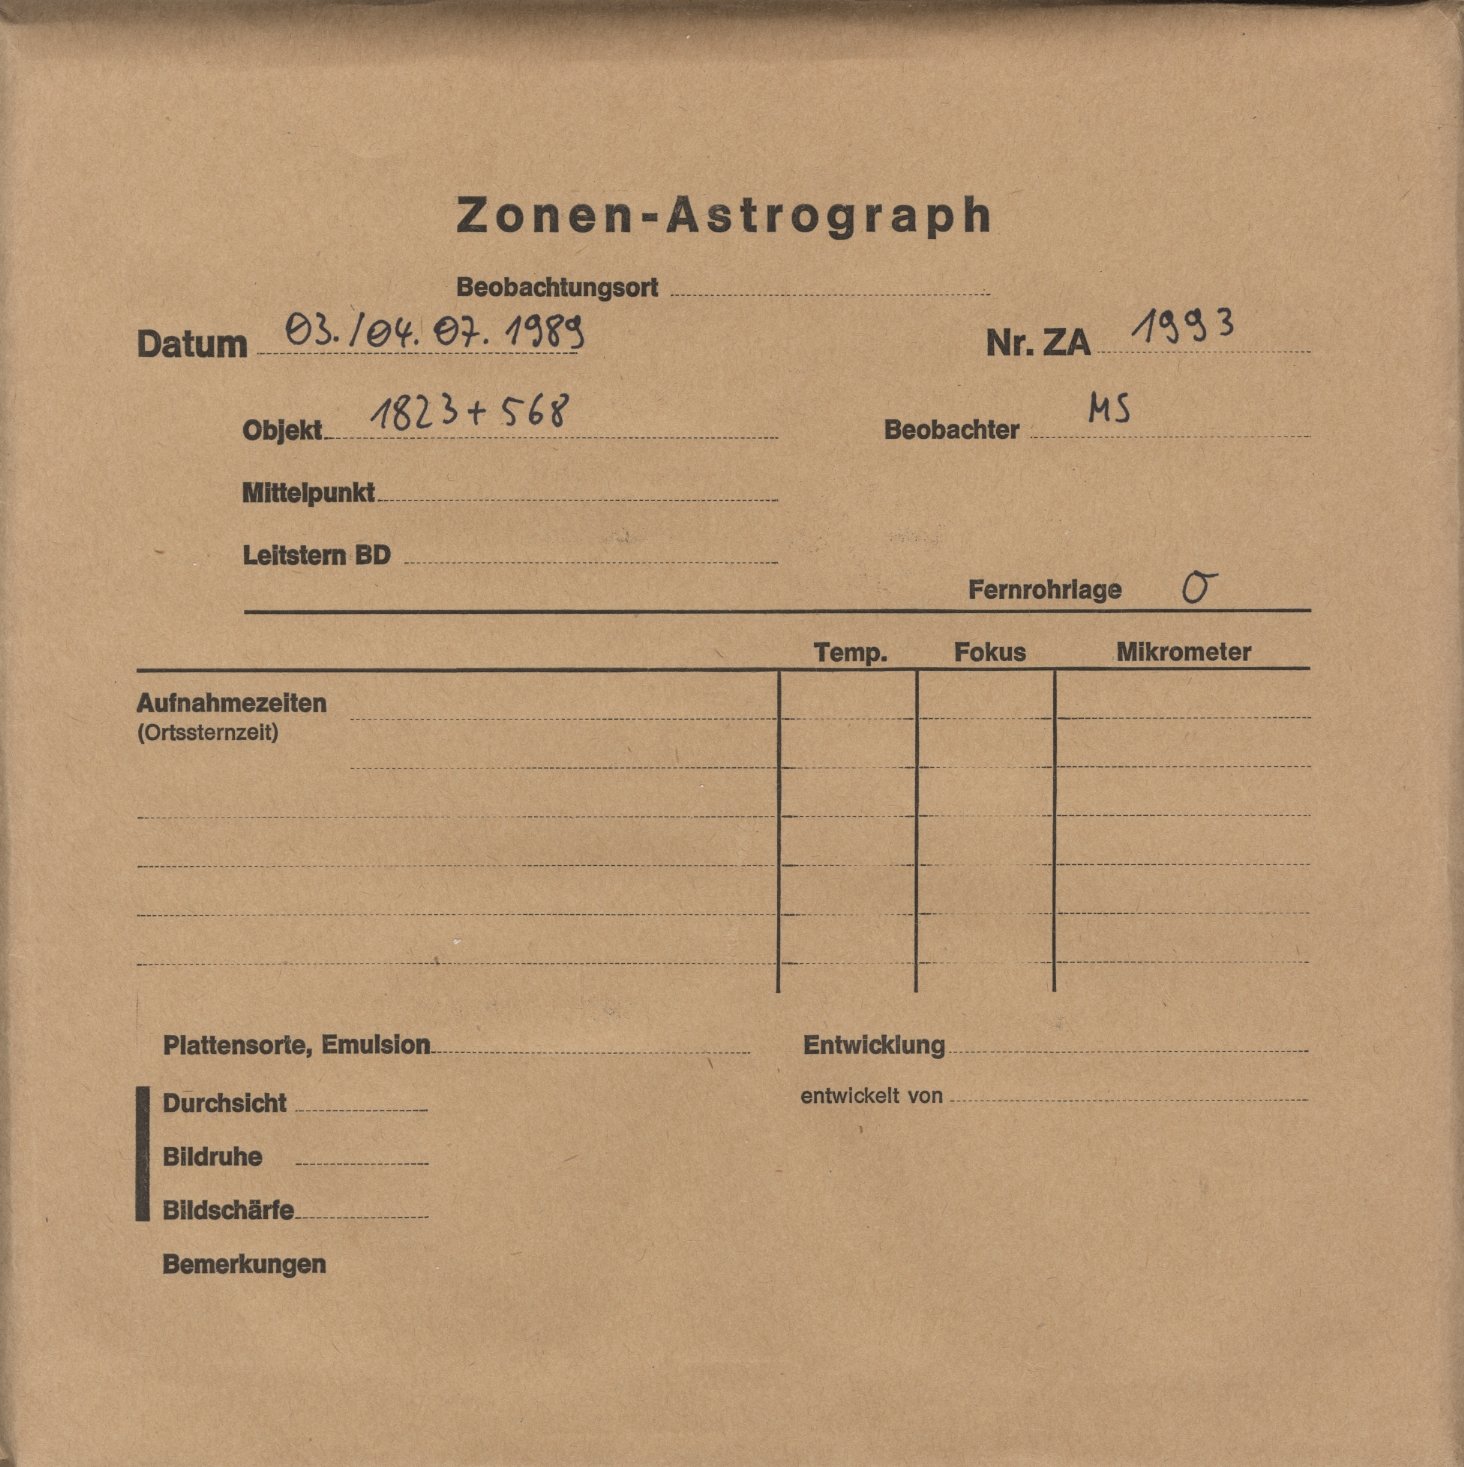 Zonen-Astrograph
Beobachtungsort
Datum 03./04. 07. 1989 Nr. ZA 1993
Objekt 1823+568 Beobachter MS
Mittelpunkt
Leitstern BD
Fernrohrlage O
Temp. Fokus Mikrometer
Aufnahmezeiten
(Ortssternzeit)
Plattensorte, Emulsion Entwicklung
Durchsicht entwickelt von
Bildruhe
Bildschärfe
Bemerkungen